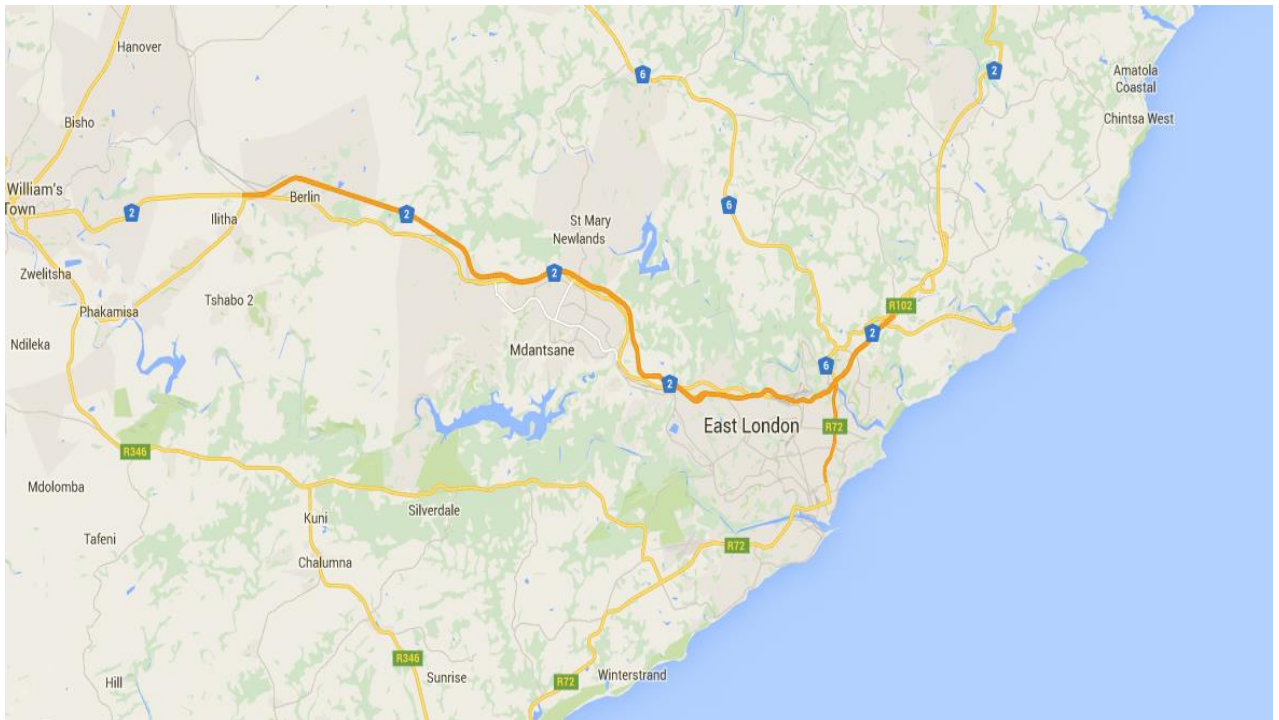 Hanover
6
2
Amatola
Coastal
Chintsa West
Bisho
William's
Town
2
Berlin
Ilitha
2
6
St Mary
Newlands
Zwelitsha
2
Tshabo 2
Phakamisa
R102
2
Ndileka
Mdantsane
6
2
East London
R72
R346
Mdolomba
Kuni
Silverdale
Tafeni
R72
Chalumna
R346
Sunrise
Winterstrand
R72
Hill